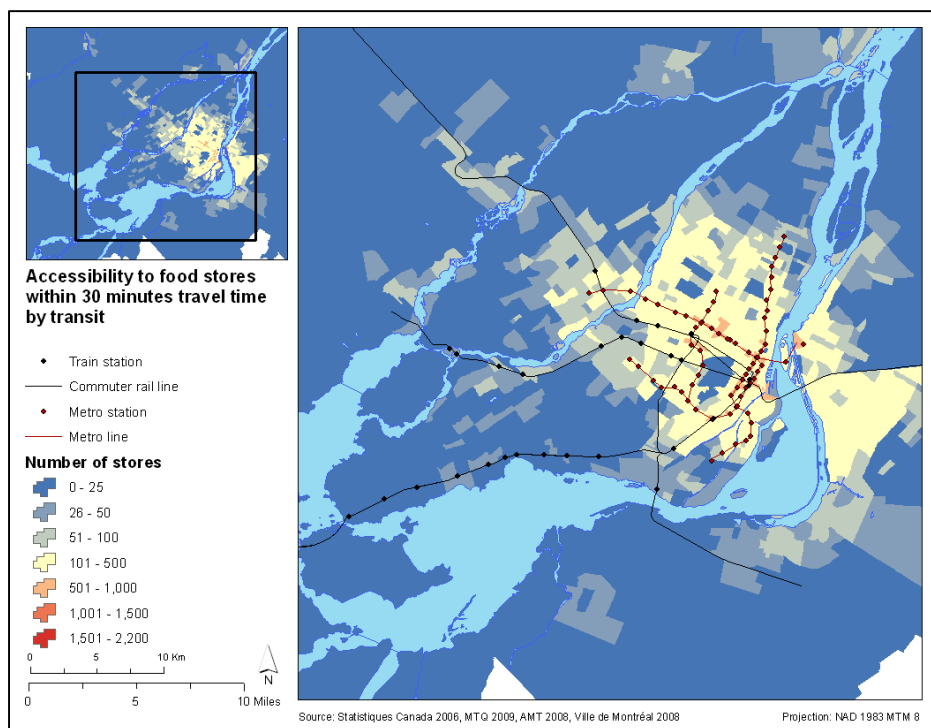 Accessibility to food stores
within 30 minutes travel time
by transit
Train station
Commuter rail line
Metro station
Metro line
Number of stores
0 - 25
26 - 50
51 - 100
101 - 500
501 - 1,000
1,001 - 1,500
1,501 - 2,200
0 5 10 Km
N
0 5 10 Miles
Source: Statistiques Canada 2006, MTQ 2009, AMT 2008, Ville de Montréal 2008 Projection: NAD 1983 MTM 8